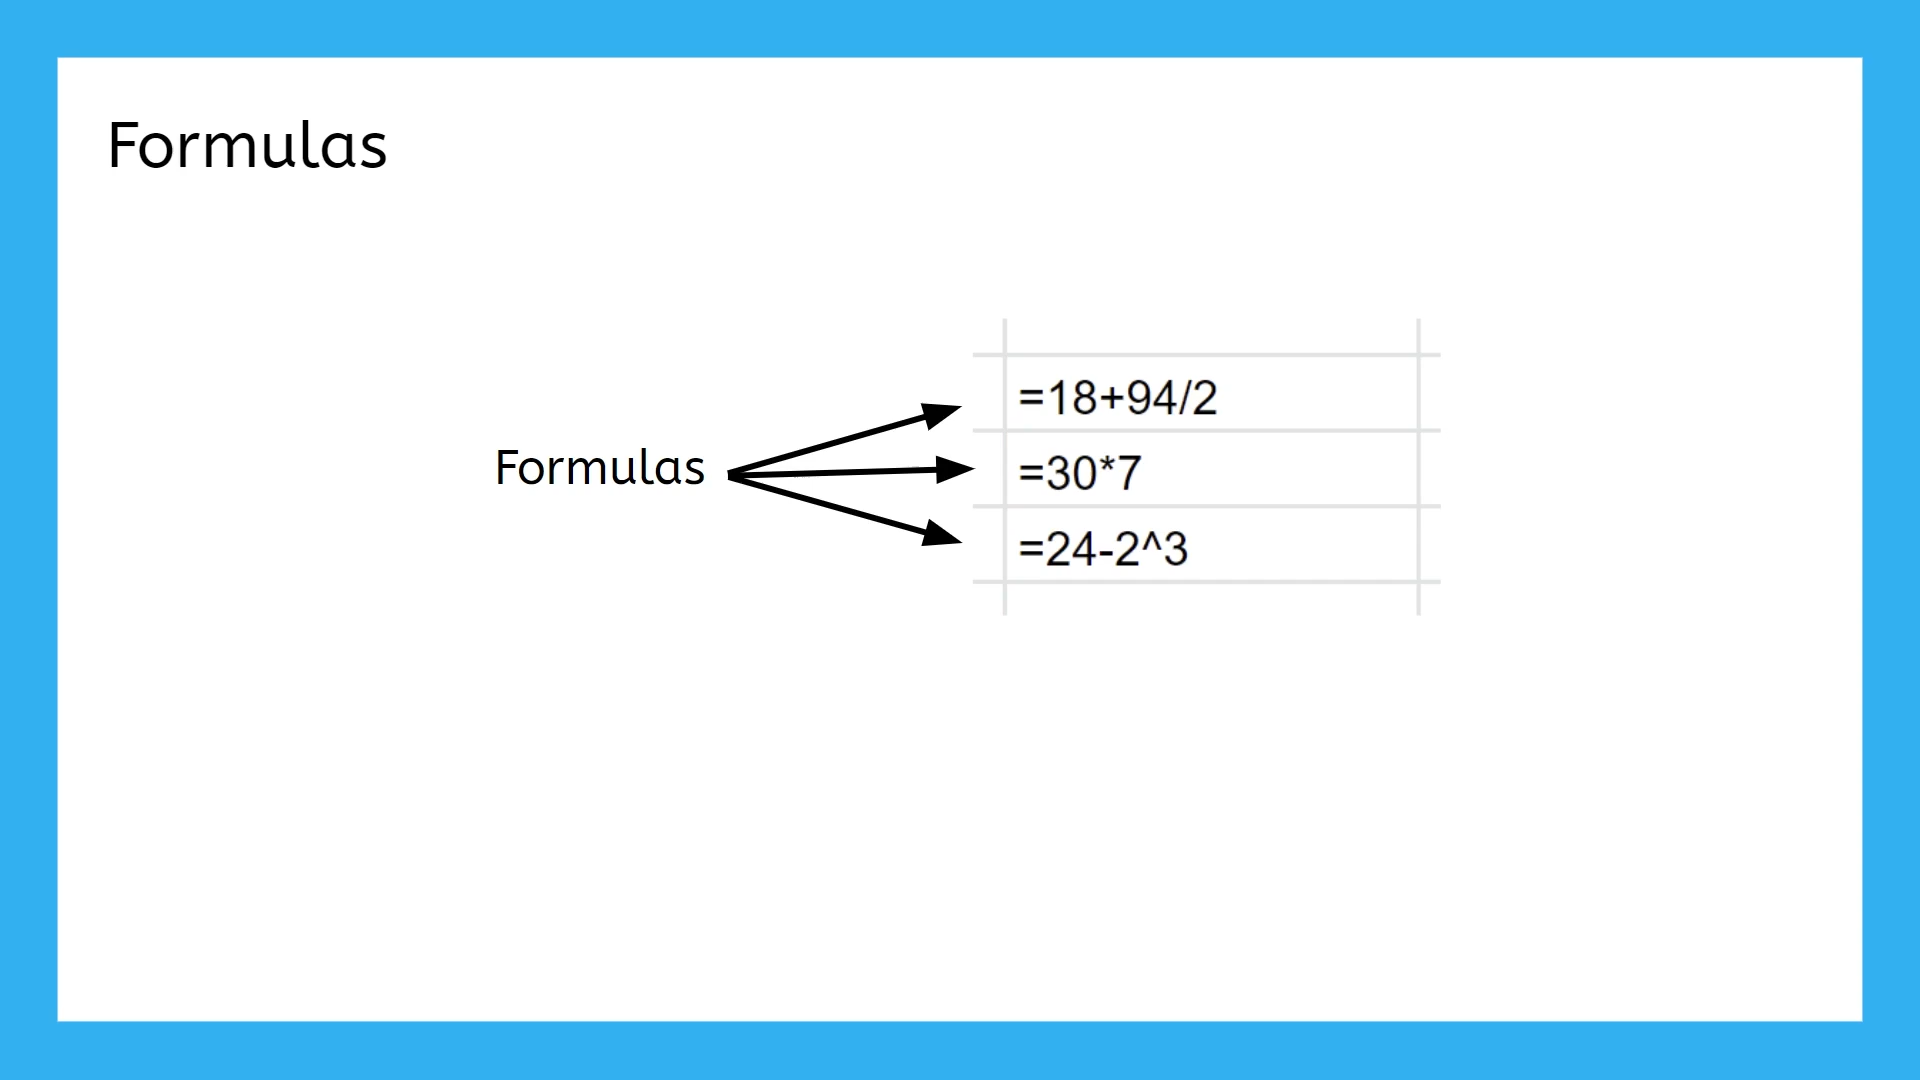 Formulas
=18+94/2
Formulas
=30*7
=24-2^3